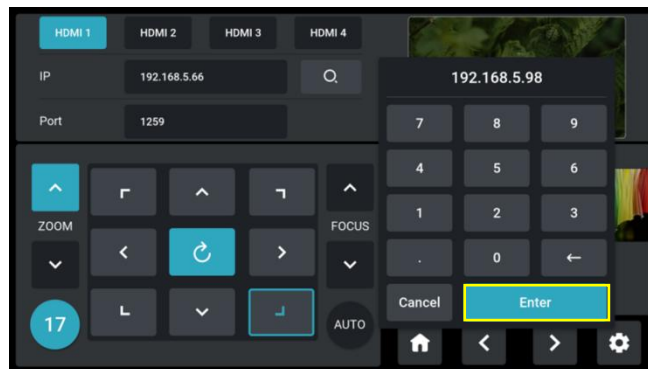 HDMI 1 HDMI 2 HDMI 3 HDMI 4
IP 192.168.5.66
Port 1259
192.168.5.98
7 8 9
4 5 6
1 2 3
. 0 ←
Cancel Enter
ZOOM
17
FOCUS
AUTO